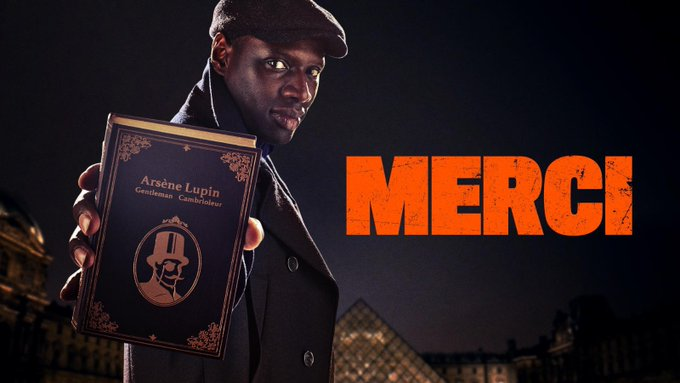 Arsène Lupin
Gentleman Cambrioleur
MERCI